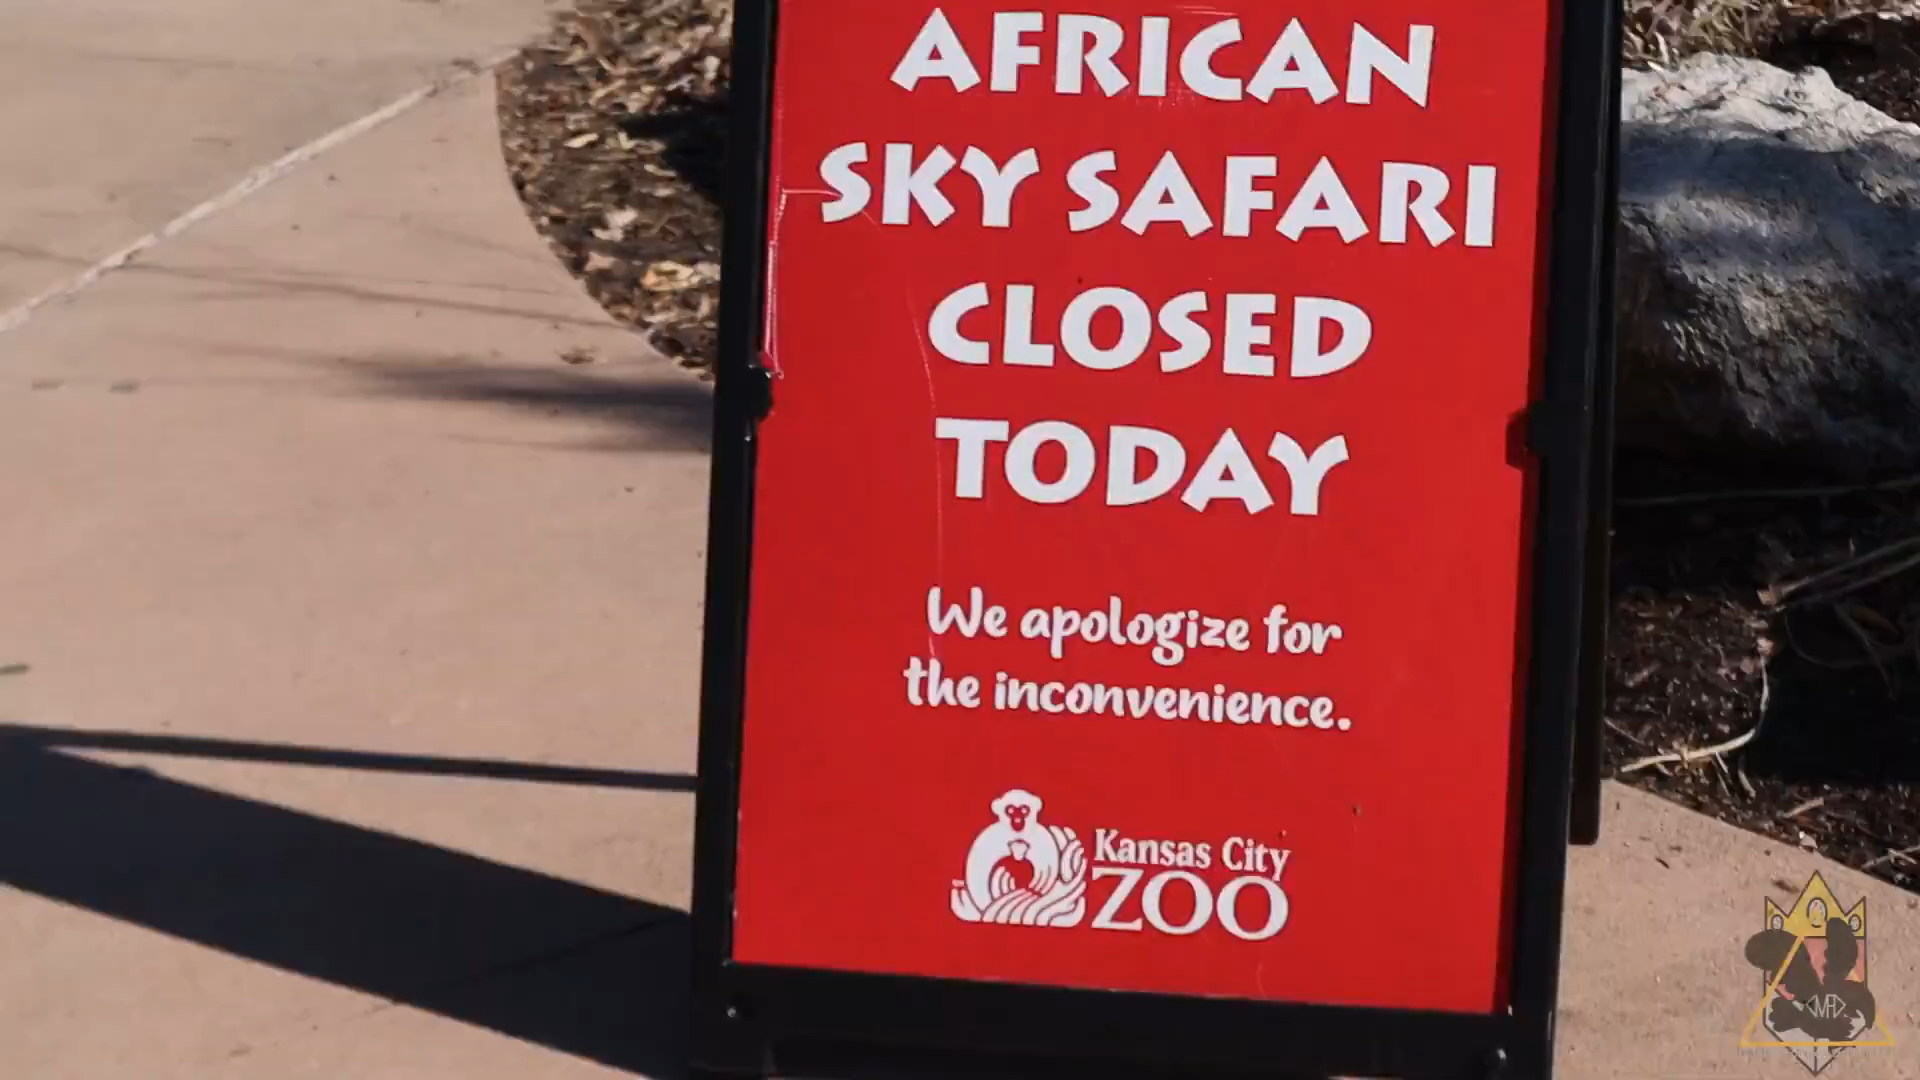 AFRICAN
SKY SAFARI
CLOSED
TODAY
We apologize for
the inconvenience.
Kansas City
ZOO